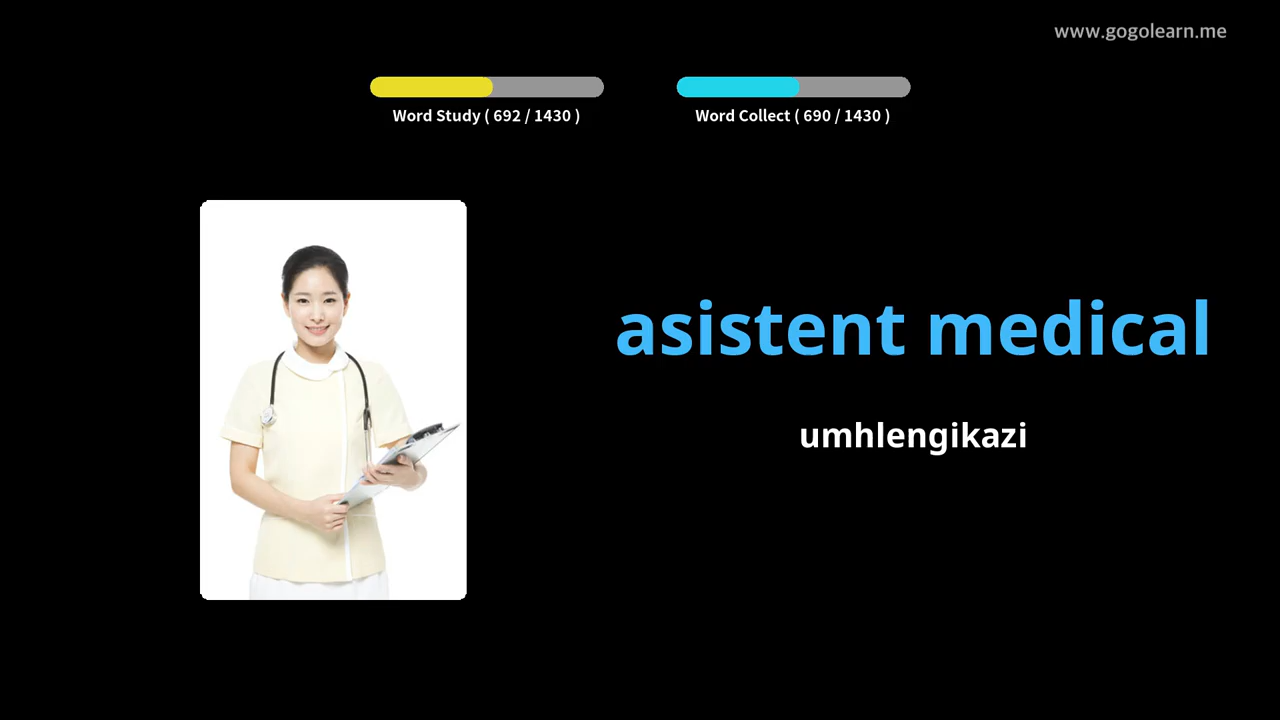 www.gogolearn.me
Word Study ( 692 / 1430 )
Word Collect ( 690 / 1430 )
asistent medical
umhlengikazi